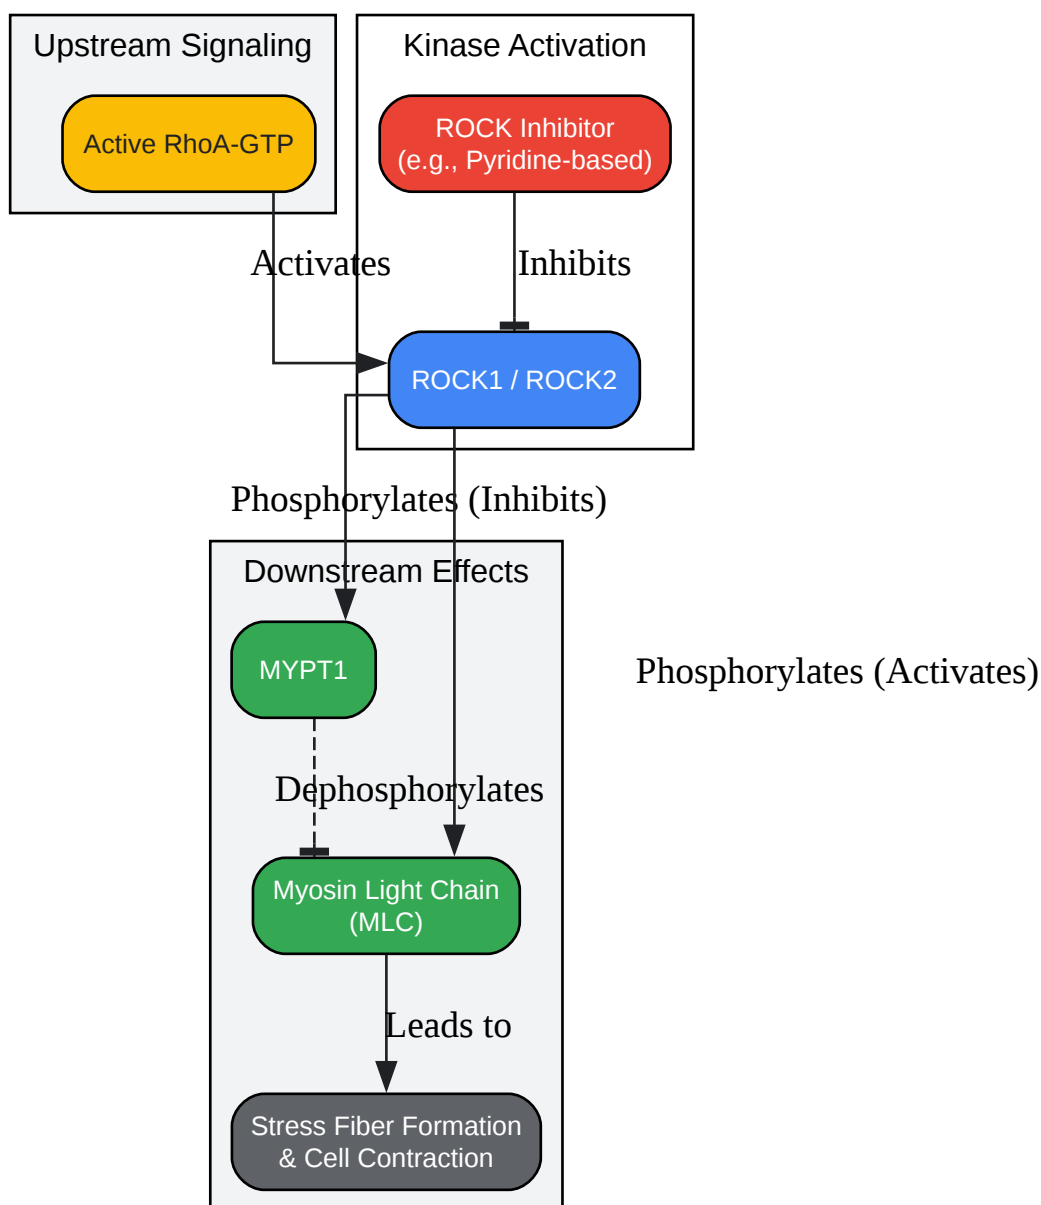 Upstream Signaling
Kinase Activation
Active RhoA-GTP
ROCK Inhibitor
(e.g., Pyridine-based)
Activates
Inhibits
ROCK1 / ROCK2
Phosphorylates (Inhibits)
Downstream Effects
MYPT1
Phosphorylates (Activates)
Dephosphorylates
Myosin Light Chain
(MLC)
Leads to
Stress Fiber Formation
& Cell Contraction